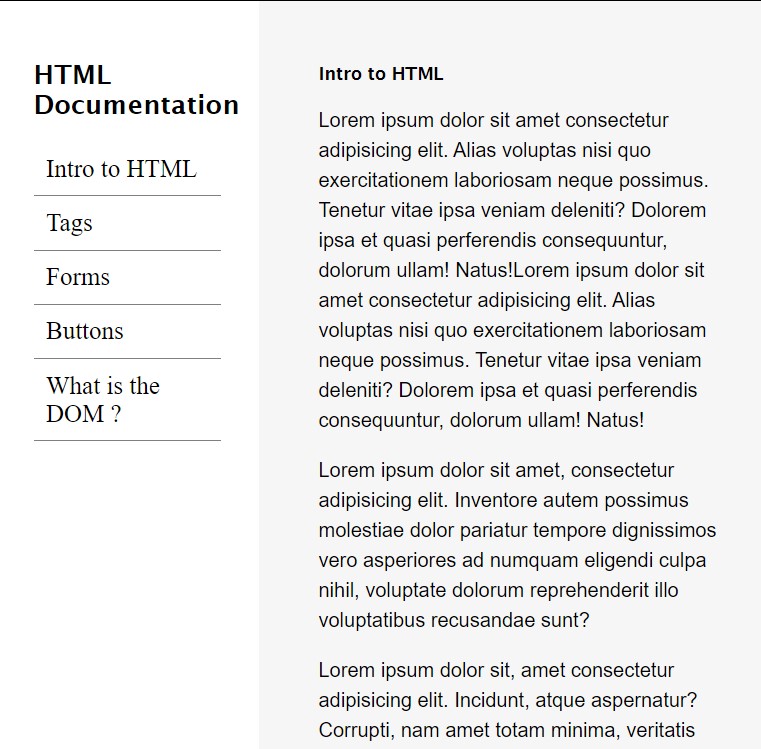 HTML
Documentation
Intro to HTML
Tags
Forms
Buttons
What is the
DOM ?
Intro to HTML
Lorem ipsum dolor sit amet consectetur
adipisicing elit. Alias voluptas nisi quo
exercitationem laboriosam neque possimus.
Tenetur vitae ipsa veniam deleniti? Dolorem
ipsa et quasi perferendis consequuntur,
dolorum ullam! Natus!Lorem ipsum dolor sit
amet consectetur adipisicing elit. Alias
voluptas nisi quo exercitationem laboriosam
neque possimus. Tenetur vitae ipsa veniam
deleniti? Dolorem ipsa et quasi perferendis
consequuntur, dolorum ullam! Natus!
Lorem ipsum dolor sit amet, consectetur
adipisicing elit. Inventore autem possimus
molestiae dolor pariatur tempore dignissimos
vero asperiores ad numquam eligendi culpa
nihil, voluptate dolorum reprehenderit illo
voluptatibus recusandae sunt?
Lorem ipsum dolor sit, amet consectetur
adipisicing elit. Incidunt, atque aspernatur?
Corrupti, nam amet totam minima, veritatis